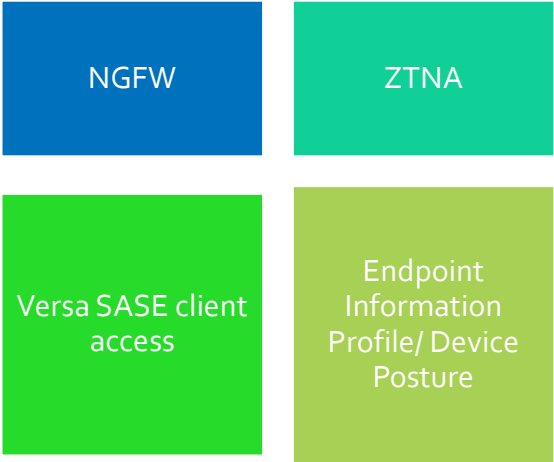 NGFW
ZTNA
Versa SASE client
access
Endpoint
Information
Profile/ Device
Posture